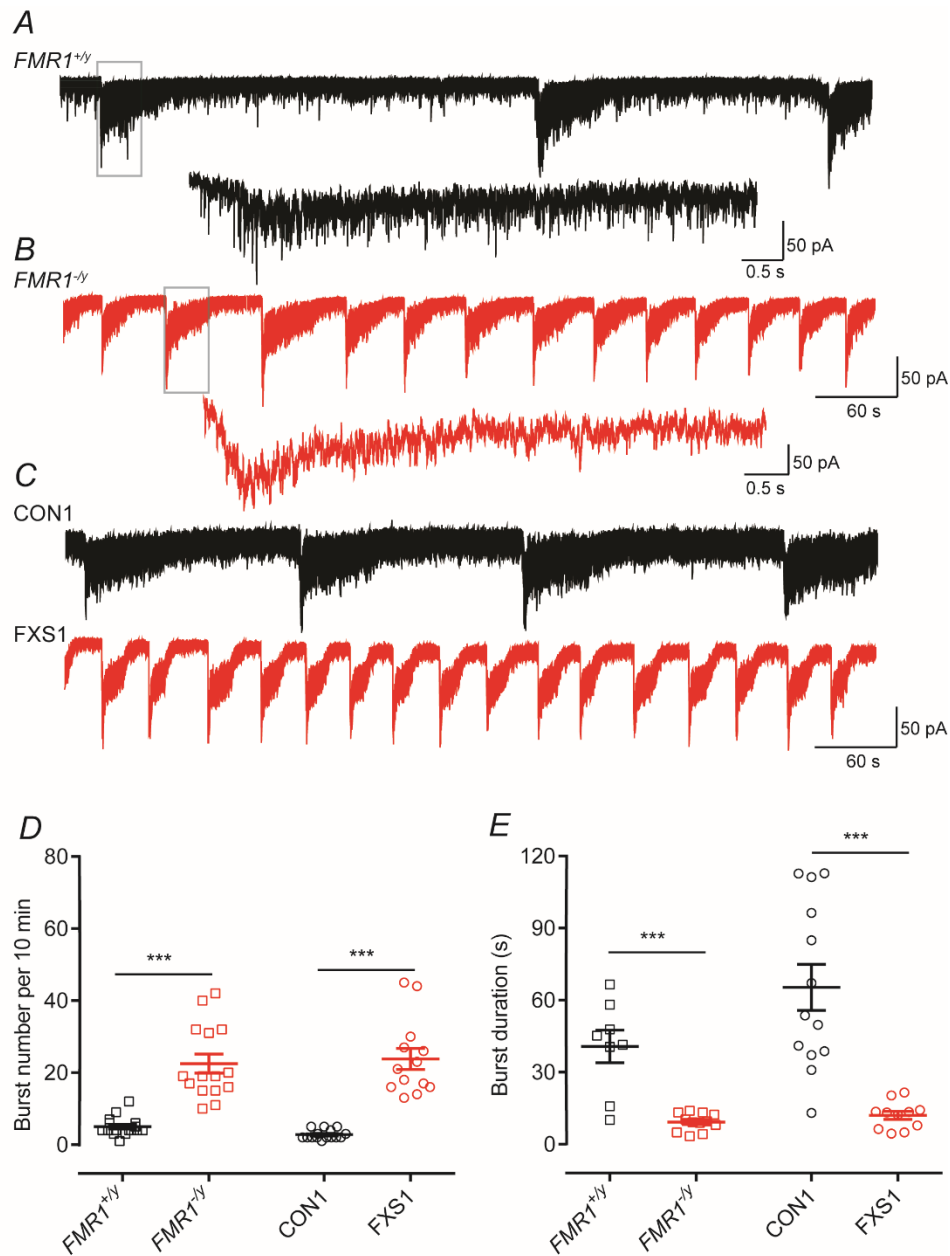 A
FMR1+/y
50 pA
0.5 s
B
FMR1-/y
50 pA
60 s
50 pA
0.5 s
C
CON1
FXS1
50 pA
60 s
D
Burst number per 10 min
80
60
40
20
0
***
***
FMR1+/y
FMR1-/y
CON1
FXS1
E
Burst duration (s)
120
90
60
30
0
***
***
FMR1+/y
FMR1-/y
CON1
FXS1